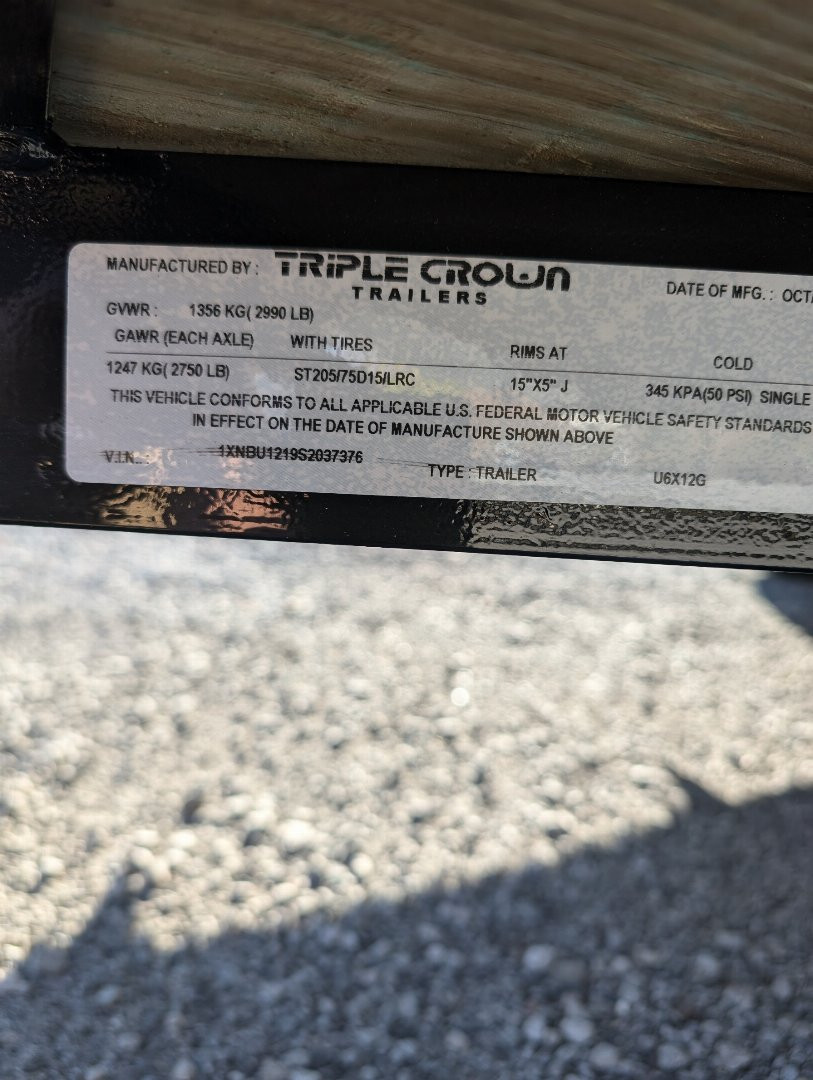 MANUFACTURED BY : TRIPLE CROWN
TRAILERS
DATE OF MFG. : OCT
GVWR : 1356 KG( 2990 LB)
GAWR (EACH AXLE) WITH TIRES RIMS AT COLD
1247 KG( 2750 LB) ST205/75D15/LRC 15"X5" J 345 KPA(50 PSI) SINGLE
THIS VEHICLE CONFORMS TO ALL APPLICABLE U.S. FEDERAL MOTOR VEHICLE SAFETY STANDARDS
IN EFFECT ON THE DATE OF MANUFACTURE SHOWN ABOVE
V.I.N. : 1XNBU1219S2037376 TYPE : TRAILER U6X12G